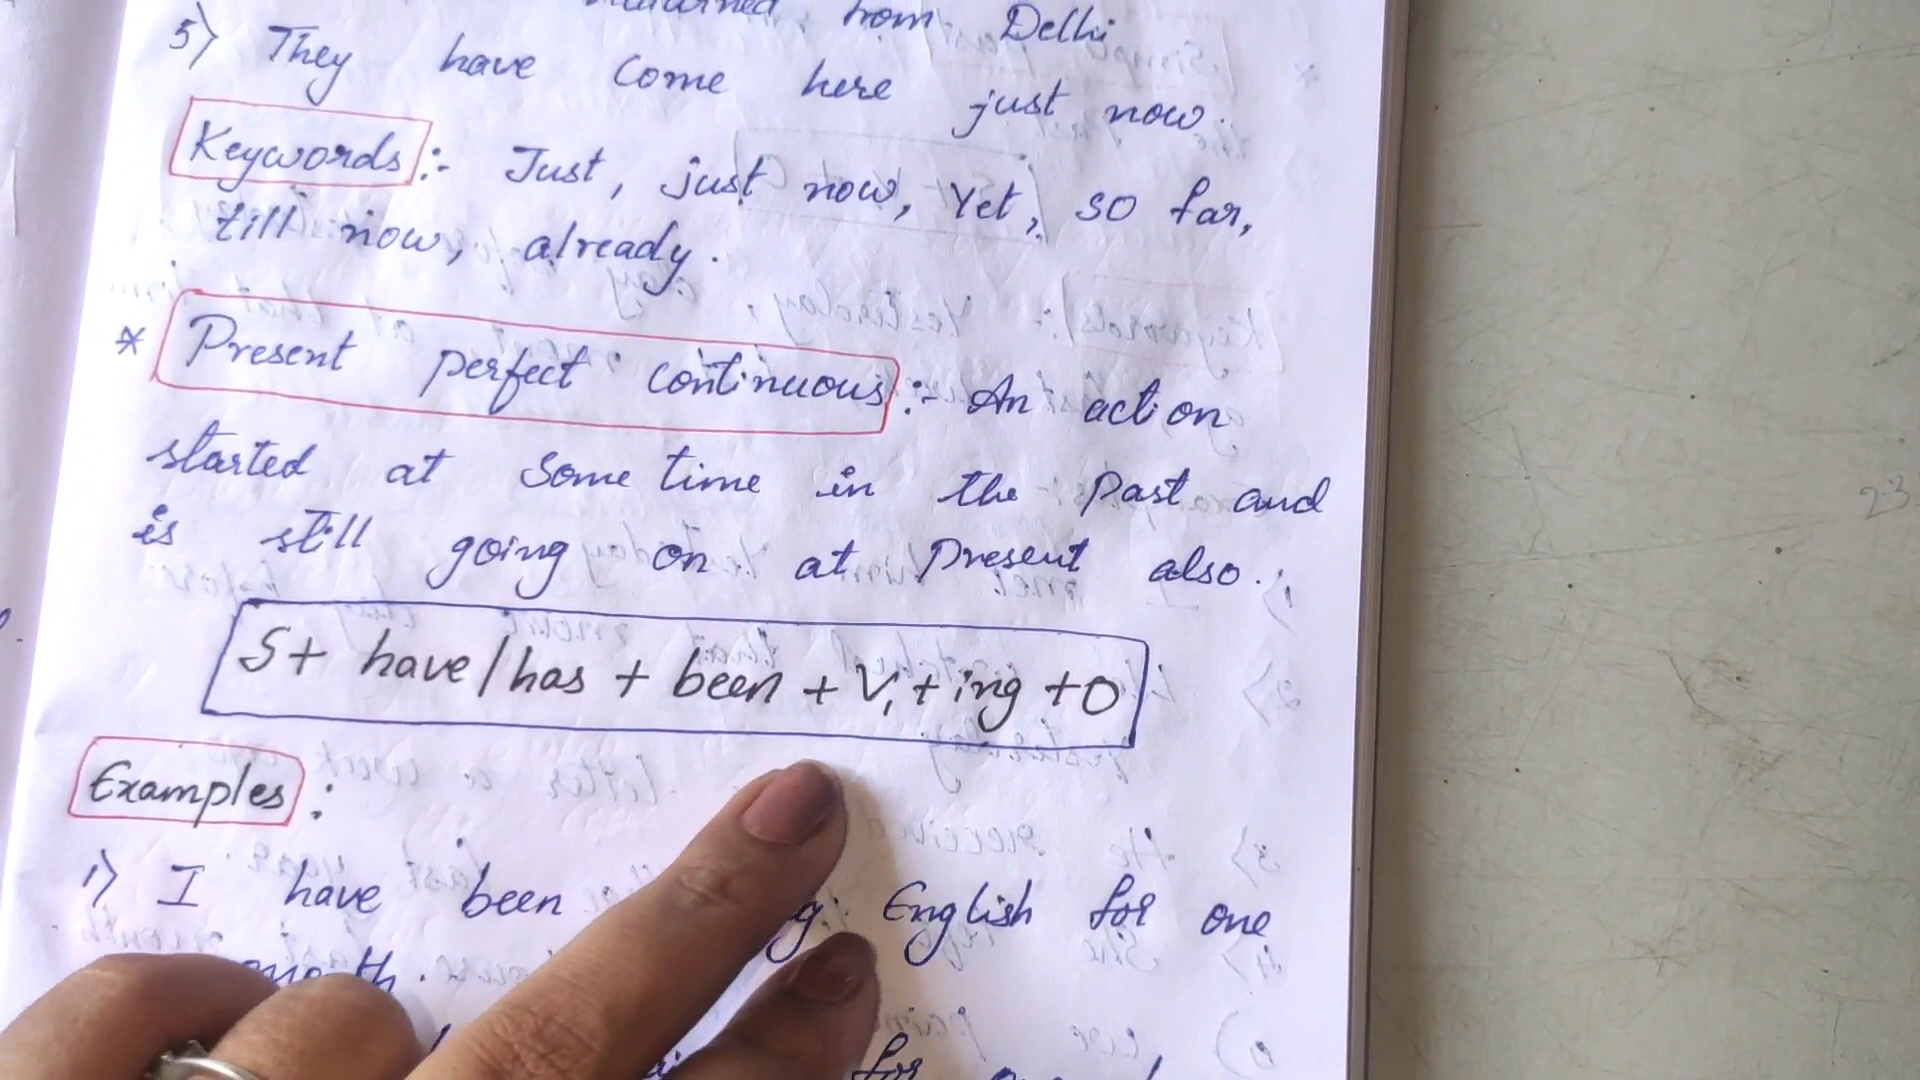 from Delhi
5) They have come here just now.
Keywords :- Just, just now, Yet, so far,
till now, already.
* Present perfect continuous :- An action
started at some time in the past and
is still going on at present also.
S+ have/has + been + V1 + ing + O
Examples :
1) I have been English for one
month.
for